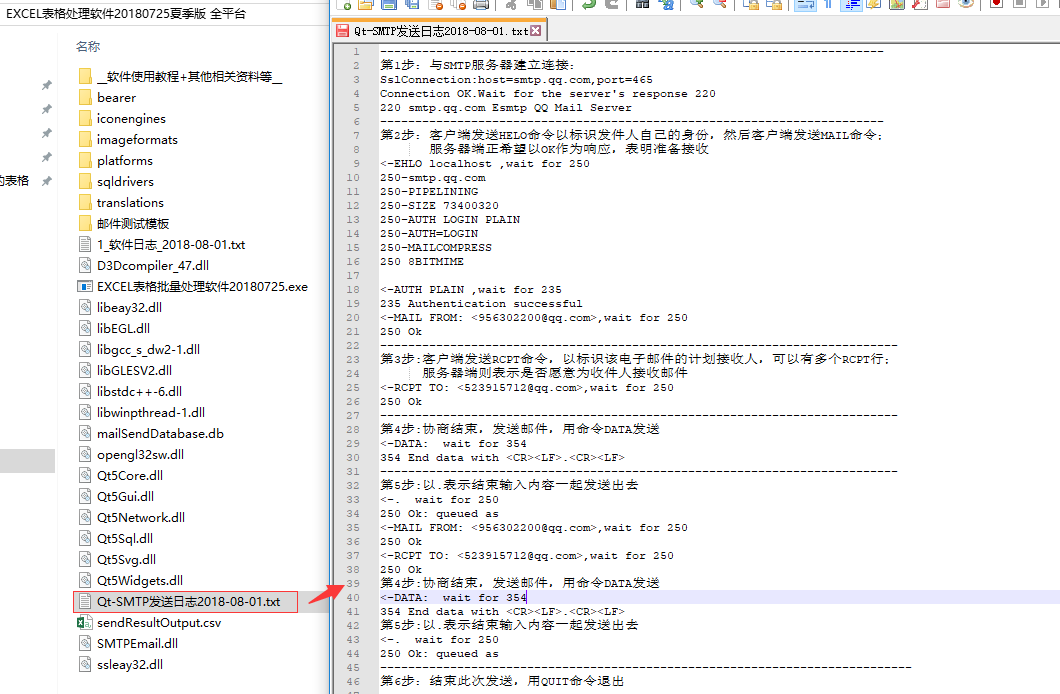 EXCEL表格处理软件20180725夏季版 全平台
名称
的表格
__软件使用教程+其他相关资料等__
bearer
iconengines
imageformats
platforms
sqldrivers
translations
邮件测试模板
1_软件日志_2018-08-01.txt
D3Dcompiler_47.dll
EXCEL表格批量处理软件20180725.exe
libeay32.dll
libEGL.dll
libgcc_s_dw2-1.dll
libGLESV2.dll
libstdc++-6.dll
libwinpthread-1.dll
mailSendDatabase.db
opengl32sw.dll
Qt5Core.dll
Qt5Gui.dll
Qt5Network.dll
Qt5Sql.dll
Qt5Svg.dll
Qt5Widgets.dll
Qt-SMTP发送日志2018-08-01.txt
sendResultOutput.csv
SMTPEmail.dll
ssleay32.dll
Qt-SMTP发送日志2018-08-01.txt
1 ------------------------------------------------------------------------
2 第1步: 与SMTP服务器建立连接:
3 SslConnection:host=smtp.qq.com,port=465
4 Connection OK.Wait for the server's response 220
5 220 smtp.qq.com Esmtp QQ Mail Server
6 ------------------------------------------------------------------------
7 第2步: 客户端发送HELO命令以标识发件人自己的身份, 然后客户端发送MAIL命令;
8 服务器端正希望以OK作为响应, 表明准备接收
9 <-EHLO localhost ,wait for 250
10 250-smtp.qq.com
11 250-PIPELINING
12 250-SIZE 73400320
13 250-AUTH LOGIN PLAIN
14 250-AUTH=LOGIN
15 250-MAILCOMPRESS
16 250 8BITMIME
17
18 <-AUTH PLAIN ,wait for 235
19 235 Authentication successful
20 <-MAIL FROM: <956302200@qq.com>,wait for 250
21 250 Ok
22 --------------------------------------------------------------------------
23 第3步:客户端发送RCPT命令, 以标识该电子邮件的计划接收人, 可以有多个RCPT行;
24 服务器端则表示是否愿意为收件人接收邮件
25 <-RCPT TO: <523915712@qq.com>,wait for 250
26 250 Ok
27 --------------------------------------------------------------------------
28 第4步:协商结束, 发送邮件, 用命令DATA发送
29 <-DATA:  wait for 354
30 354 End data with <CR><LF>.<CR><LF>
31 --------------------------------------------------------------------------
32 第5步:以.表示结束输入内容一起发送出去
33 <-.  wait for 250
34 250 Ok: queued as
35 <-MAIL FROM: <956302200@qq.com>,wait for 250
36 250 Ok
37 <-RCPT TO: <523915712@qq.com>,wait for 250
38 250 Ok
39 第4步:协商结束, 发送邮件, 用命令DATA发送
40 <-DATA:  wait for 354
41 354 End data with <CR><LF>.<CR><LF>
42 第5步:以.表示结束输入内容一起发送出去
43 <-.  wait for 250
44 250 Ok: queued as
45 ----------------------------------------------------------------------------
46 第6步: 结束此次发送, 用QUIT命令退出